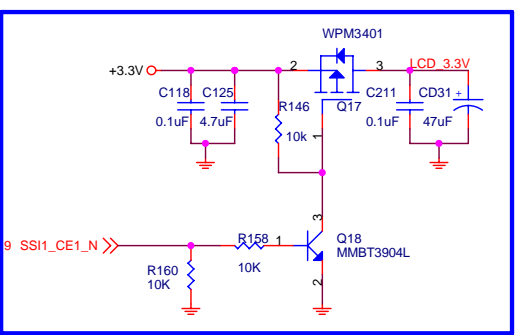 WPM3401
+3.3V
2
3
LCD_3.3V
C118
C125
R146
Q17
C211
CD31
+
0.1uF
4.7uF
10k
1
0.1uF
47uF
3
9 SSI1_CE1_N
R158
1
Q18
MMBT3904L
10K
R160
10K
2